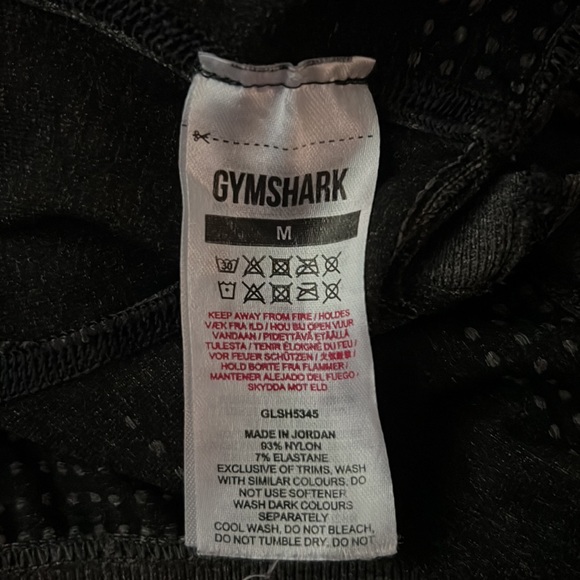 GYMSHARK
M
30
KEEP AWAY FROM FIRE / HOLDES
VÆK FRA ILD / HOU BIJ OPEN VUUR
VANDAAN / PIDETTÄVÄ ETÄÄLLÄ
TULESTA / TENIR ÉLOIGNÉ DU FEU /
VOR FEUER SCHÜTZEN /
HOLD BORTE FRA FLAMMER /
MANTENER ALEJADO DEL FUEGO -
SKYDDA MOT ELD
GLSH5345
MADE IN JORDAN
93% NYLON
7% ELASTANE
EXCLUSIVE OF TRIMS, WASH
WITH SIMILAR COLOURS, DO
NOT USE SOFTENER
WASH DARK COLOURS
SEPARATELY
COOL WASH, DO NOT BLEACH,
DO NOT TUMBLE DRY, DO NOT